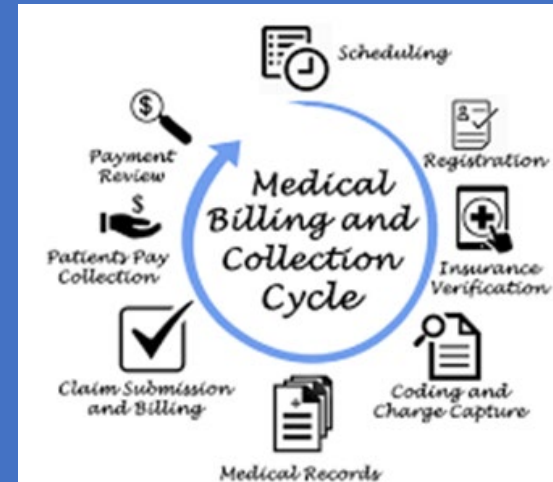 Scheduling
Registration
Insurance
Verification
Coding and
Charge Capture
Medical Records
Claim Submission
and Billing
Patients Pay
Collection
Payment
Review
$
$
Medical
Billing and
Collection
Cycle